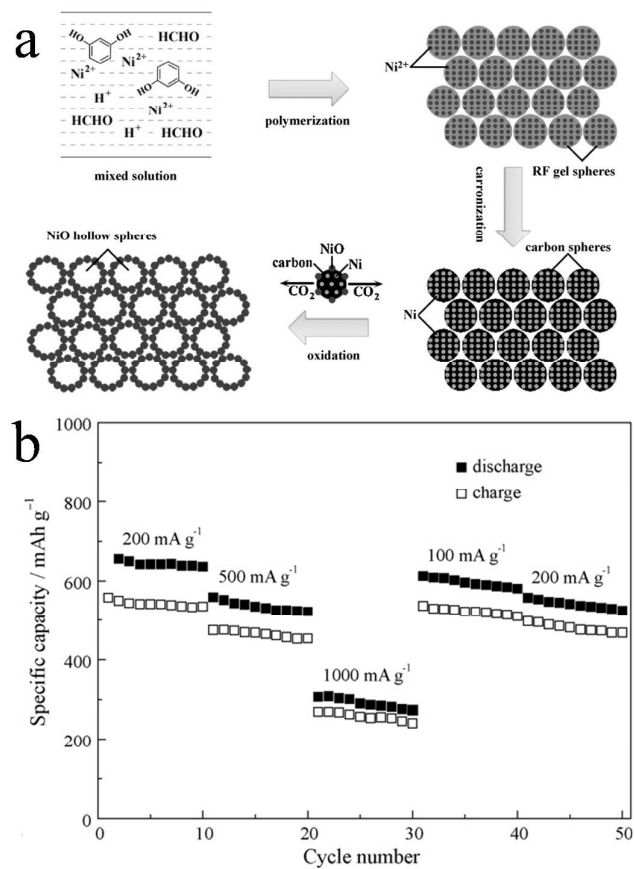 a
OH
HO
HCHO
Ni²⁺
Ni²⁺
HO
OH
H⁺
Ni²⁺
HCHO
H⁺
HCHO
mixed solution
polymerization
Ni²⁺
RF gel spheres
carronization
NiO hollow spheres
NiO
carbon
Ni
CO₂
CO₂
oxidation
carbon spheres
Ni
b
1000
800
600
400
200
0
Specific capacity / mAh g⁻¹
discharge
charge
200 mA g⁻¹
500 mA g⁻¹
1000 mA g⁻¹
100 mA g⁻¹
200 mA g⁻¹
0
10
20
30
40
50
Cycle number